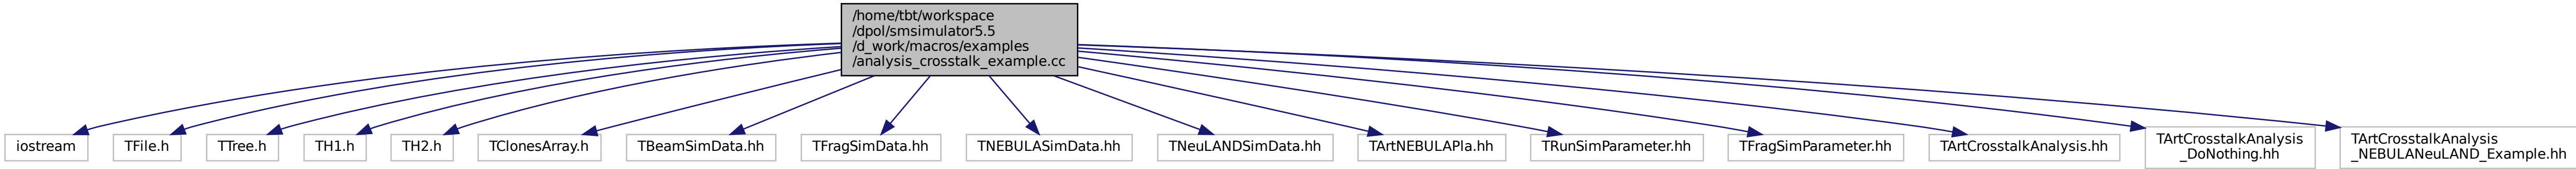 /home/tbt/workspace
/dpol/smsimulator5.5
/d_work/macros/examples
/analysis_crosstalk_example.cc
iostream
TFile.h
TTree.h
TH1.h
TH2.h
TClonesArray.h
TBeamSimData.hh
TFragSimData.hh
TNEBULASimData.hh
TNeuLANDSimData.hh
TArtNEBULAPla.hh
TRunSimParameter.hh
TFragSimParameter.hh
TArtCrosstalkAnalysis.hh
TArtCrosstalkAnalysis
_DoNothing.hh
TArtCrosstalkAnalysis
_NEBULANeuLAND_Example.hh